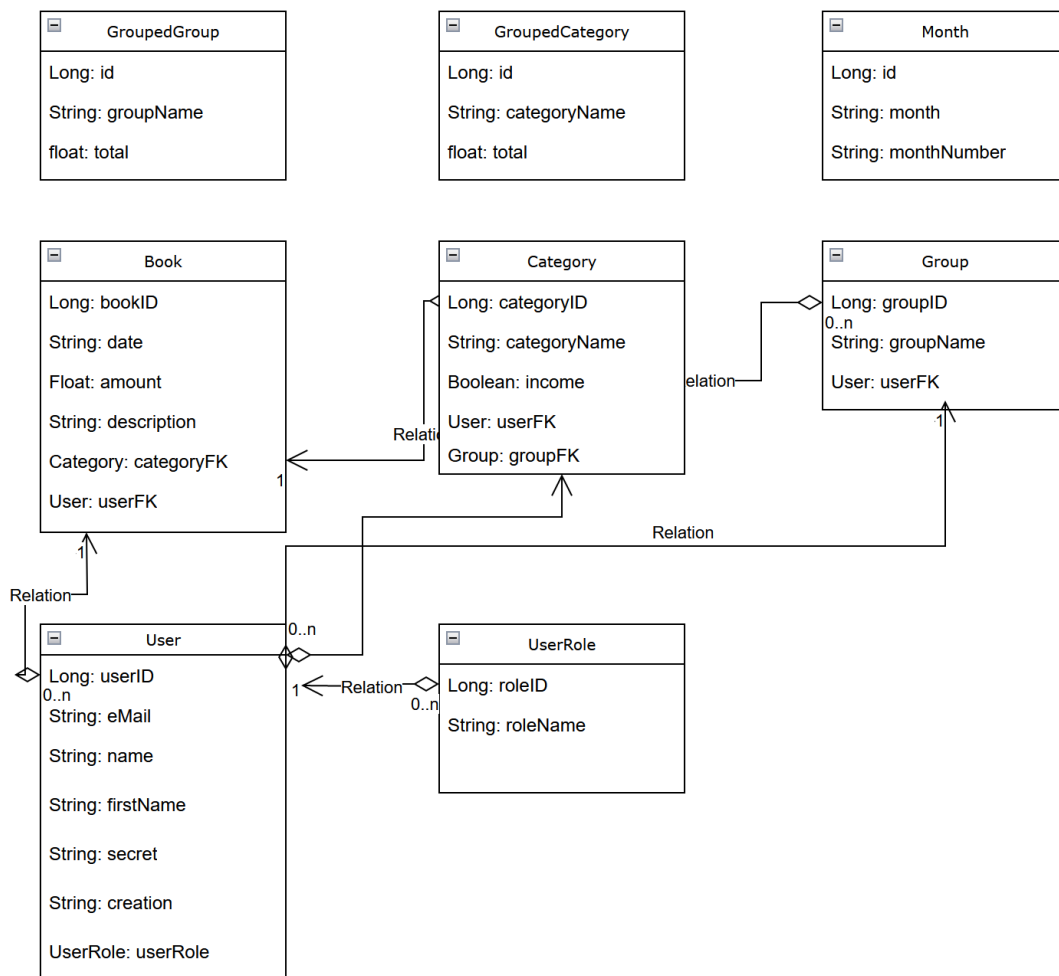 GroupedGroup
Long: id
String: groupName
float: total
GroupedCategory
Long: id
String: categoryName
float: total
Month
Long: id
String: month
String: monthNumber
Book
Long: bookID
String: date
Float: amount
String: description
Category: categoryFK
User: userFK
Category
Long: categoryID
String: categoryName
Boolean: income
User: userFK
Group: groupFK
Group
Long: groupID
0..n
String: groupName
User: userFK
elation
Relatio
1
1
1
Relation
Relation
User
0..n
Long: userID
0..n
String: eMail
String: name
String: firstName
String: secret
String: creation
UserRole: userRole
1
Relation
0..n
UserRole
Long: roleID
String: roleName